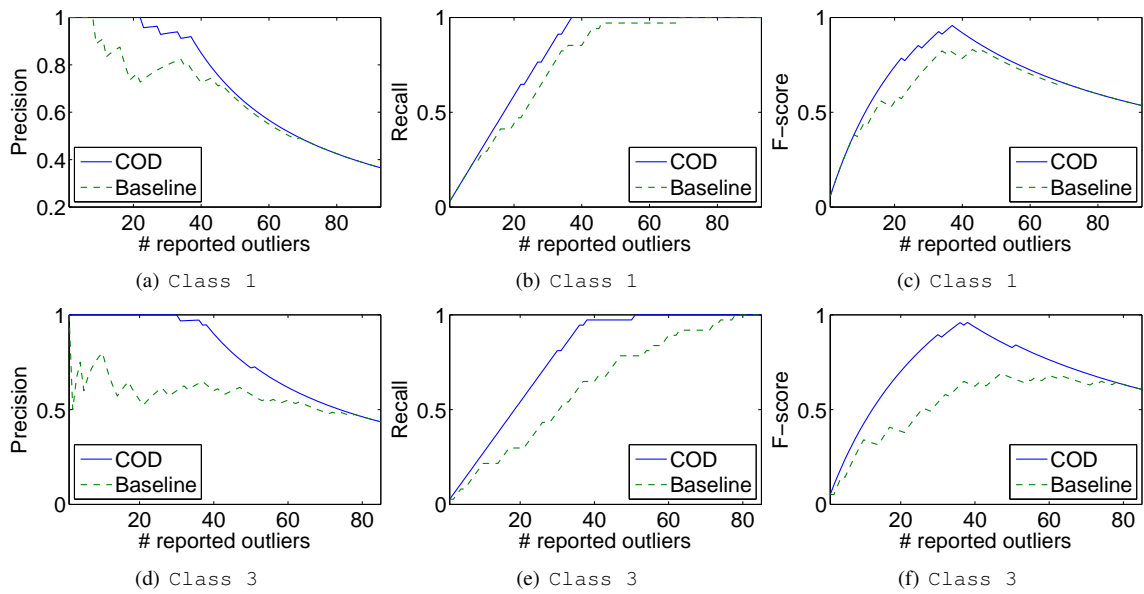 1
0.8
0.6
0.4
0.2
Precision
COD
Baseline
20 40 60 80
# reported outliers
(a) Class 1
1
0.5
0
Recall
COD
Baseline
20 40 60 80
# reported outliers
(b) Class 1
1
0.5
0
F−score
COD
Baseline
20 40 60 80
# reported outliers
(c) Class 1
1
0.5
0
Precision
COD
Baseline
20 40 60 80
# reported outliers
(d) Class 3
1
0.5
0
Recall
COD
Baseline
20 40 60 80
# reported outliers
(e) Class 3
1
0.5
0
F−score
COD
Baseline
20 40 60 80
# reported outliers
(f) Class 3